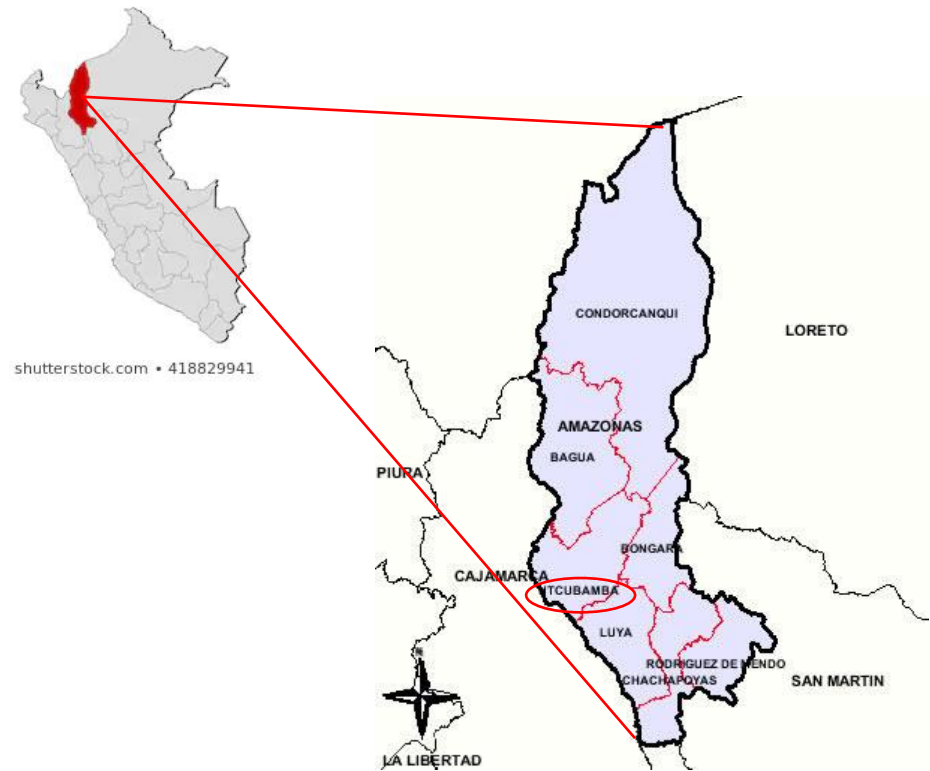 shutterstock.com • 418829941
CONDORCANQUI
LORETO
AMAZONAS
BAGUA
PIURA
BONGARA
CAJAMARCA
UTCUBAMBA
LUYA
RODRIGUEZ DE MENDO
CHACHAPOYAS
SAN MARTIN
LA LIBERTAD